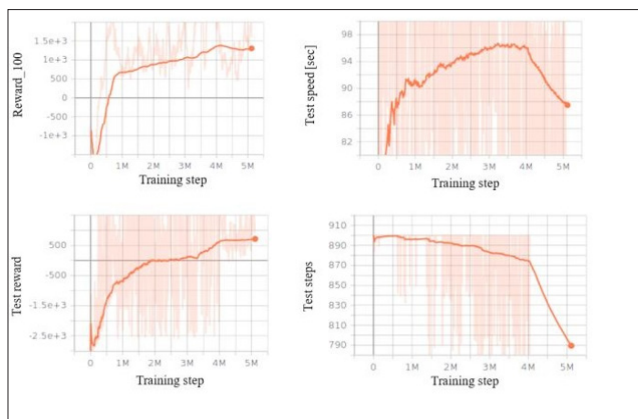 Reward_100
1.5e+3
1e+3
500
0
-500
-1e+3
0 1M 2M 3M 4M 5M
Training step
Test speed [sec]
98
94
90
86
82
0 1M 2M 3M 4M 5M
Training step
Test reward
500
-500
-1.5e+3
-2.5e+3
0 1M 2M 3M 4M 5M
Training step
Test steps
910
890
870
850
830
810
790
0 1M 2M 3M 4M 5M
Training step